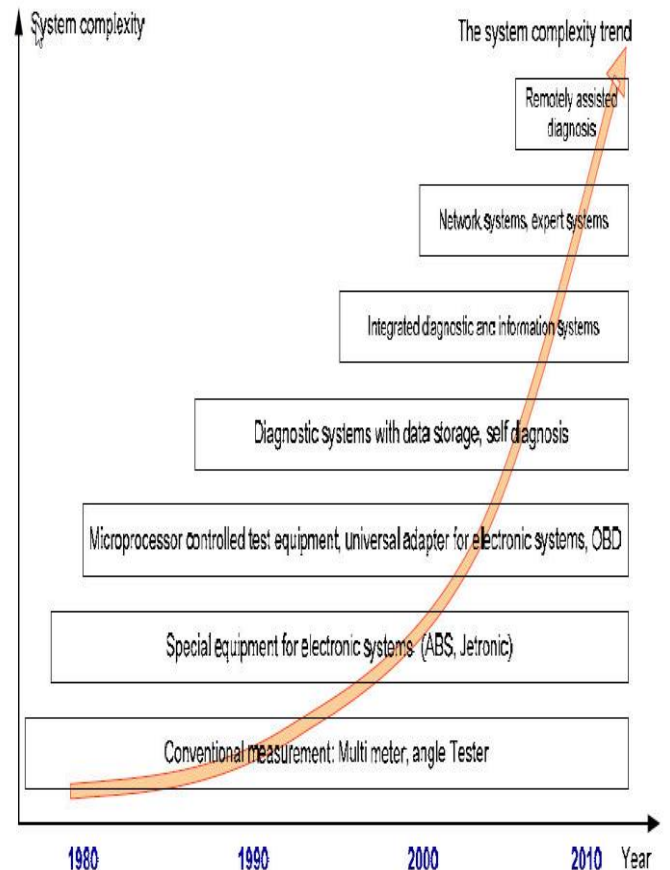 System complexity
The system complexity trend
Remotely assisted
diagnosis
Network systems, expert systems
Integrated diagnostic and information systems
Diagnostic systems with data storage, self diagnosis
Microprocessor controlled test equipment, universal adapter for electronic systems, OBD
Special equipment for electronic systems (ABS, Jetronic)
Conventional measurement: Multi meter, angle Tester
1980 1990 2000 2010 Year